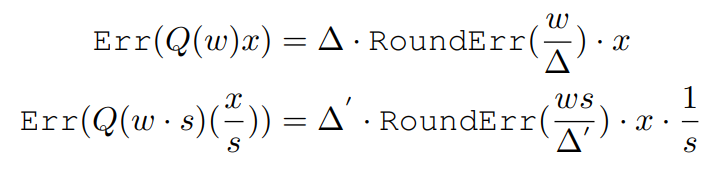 Err(Q(w)x) = Δ · RoundErr(w/Δ) · x
Err(Q(w · s)(x/s)) = Δ′ · RoundErr(ws/Δ′) · x · 1/s